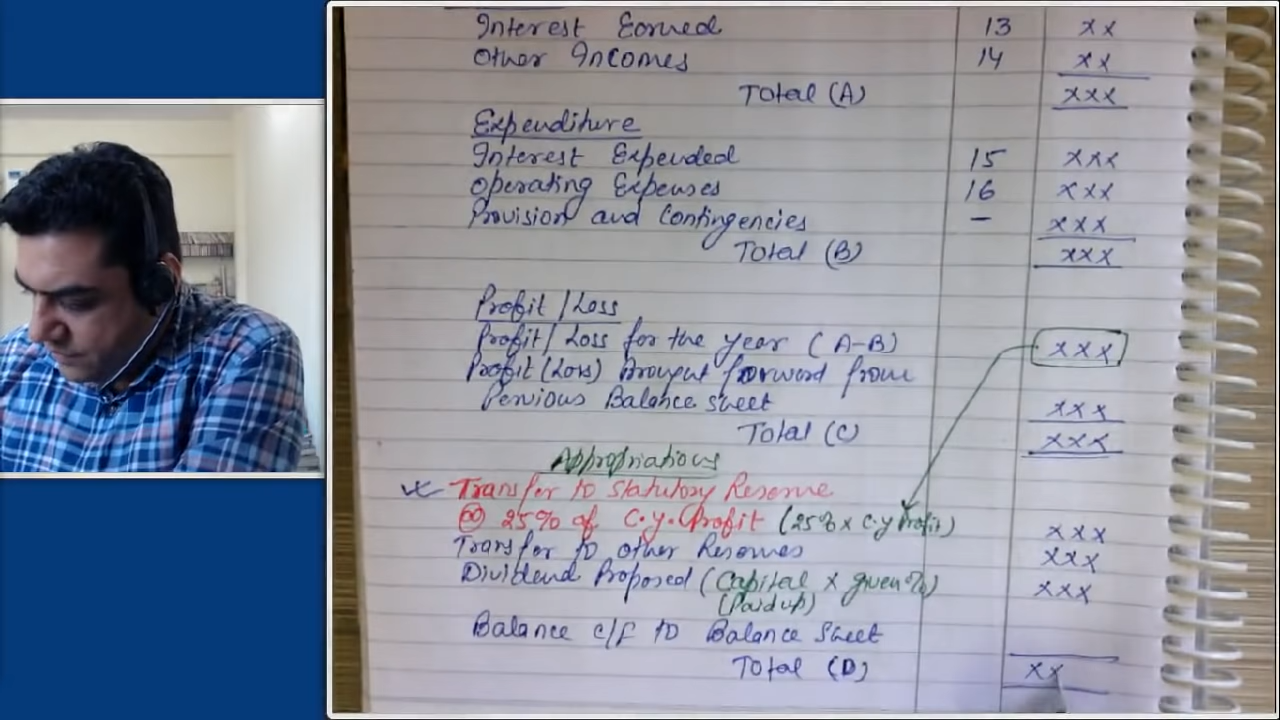 Interest Earned 13 xx
Other Incomes 14 xx
Total (A) xxx
Expenditure
Interest Expended 15 xxx
Operating Expenses 16 xxx
Provision and Contingencies – xxx
Total (B) xxx
Profit/Loss
Profit/Loss for the year (A-B) xxx
Profit (Loss) Brought forward from
Pervious Balance sheet xxx
Total (C) xxx
Appropriations
Transfer to Statutory Reserve
@ 25% of C.y. Profit (25% x C.y Profit) xxx
Transfer to other Reserves xxx
Dividend Proposed (Capital x given%) xxx
(Paid up)
Balance c/f to Balance Sheet
Total (D) xx